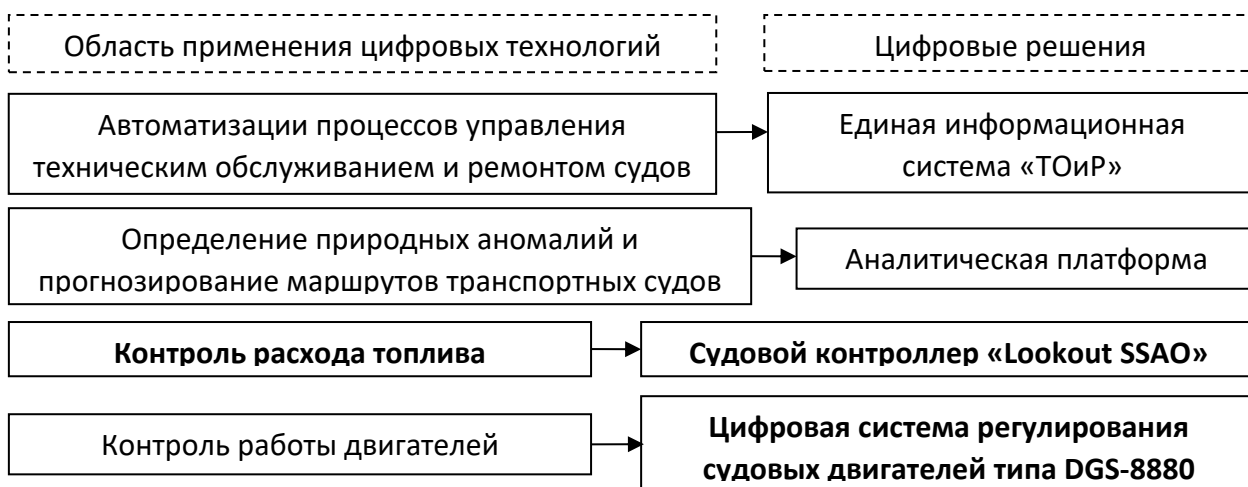 Область применения цифровых технологий
Цифровые решения
Автоматизации процессов управления
техническим обслуживанием и ремонтом судов
Единая информационная
система «ТОиР»
Определение природных аномалий и
прогнозирование маршрутов транспортных судов
Аналитическая платформа
Контроль расхода топлива
Судовой контроллер «Lookout SSAO»
Контроль работы двигателей
Цифровая система регулирования
судовых двигателей типа DGS-8880